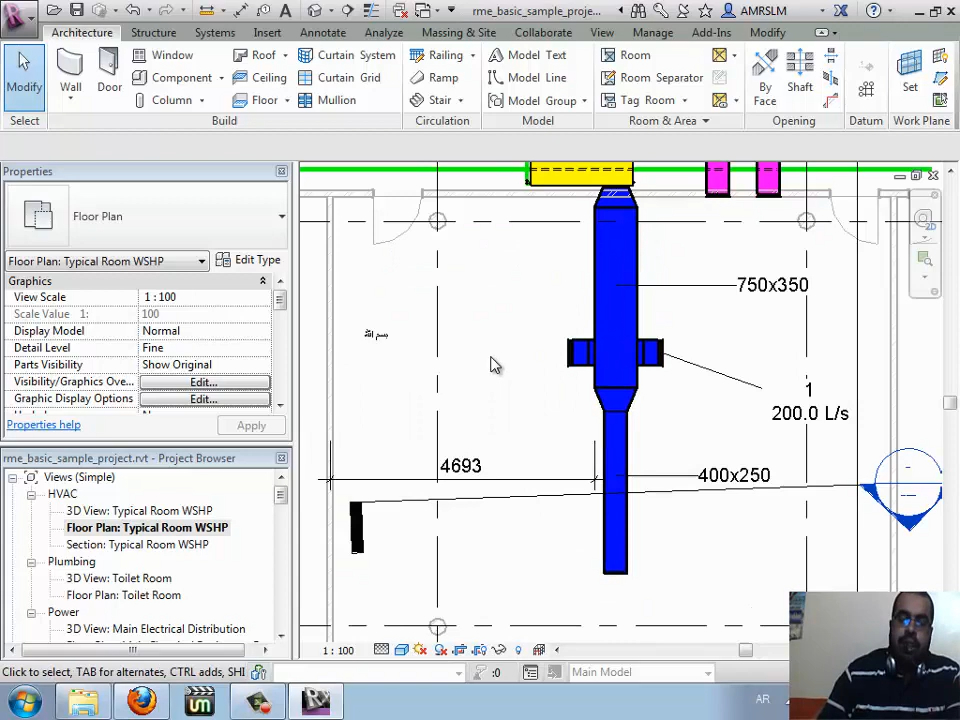 rme_basic_sample_proje...
AMRSLM
Architecture Structure Systems Insert Annotate Analyze Massing & Site Collaborate View Manage Add-Ins Modify
Modify
Wall
Door
Window
Component
Column
Roof
Ceiling
Floor
Curtain System
Curtain Grid
Mullion
Railing
Ramp
Stair
Model Text
Model Line
Model Group
Room
Room Separator
Tag Room
By Face
Shaft
Set
Select Build Circulation Model Room & Area Opening Datum Work Plane
Properties
Floor Plan
Floor Plan: Typical Room WSHP Edit Type
Graphics
View Scale 1 : 100
Scale Value 1: 100
Display Model Normal
Detail Level Fine
Parts Visibility Show Original
Visibility/Graphics Ove... Edit...
Graphic Display Options Edit...
Properties help Apply
rme_basic_sample_project.rvt - Project Browser
Views (Simple)
HVAC
3D View: Typical Room WSHP
Floor Plan: Typical Room WSHP
Section: Typical Room WSHP
Plumbing
3D View: Toilet Room
Floor Plan: Toilet Room
Power
3D View: Main Electrical Distribution
2D
750x350
1
200.0 L/s
4693
400x250
1 : 100
Click to select, TAB for alternates, CTRL adds, SHI
:0
Main Model
AR